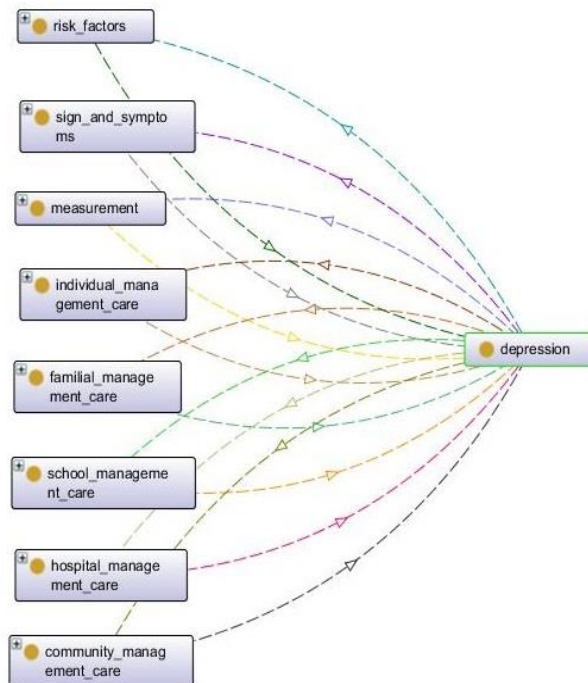 risk_factors
sign_and_sympto
ms
measurement
individual_mana
gement_care
depression
familial_manage
ment_care
school_manageme
nt_care
hospital_manage
ment_care
community_manag
ement_care